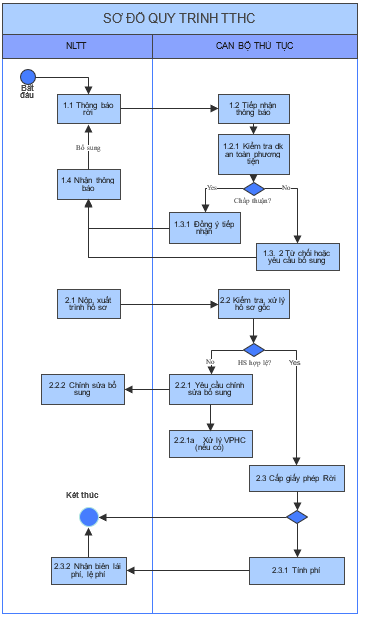 SƠ ĐỒ QUY TRINH TTHC
NLTT
CAN BỘ THỦ TỤC
Bắt
đầu
1.1 Thông báo
rời
1.2 Tiếp nhận
thông báo
Bổ sung
1.2.1 Kiểm tra dk
an toàn phương
tiện
1.4 Nhận thông
báo
Yes
No
Chấp thuận?
1.3.1 Đồng ý tiếp
nhận
1.3. 2 Từ chối hoặc
yêu cầu bổ sung
2.1 Nộp, xuất
trình hồ sơ
2.2 Kiểm tra, xử lý
hồ sơ gốc
HS hợp lệ?
No
Yes
2.2.2 Chỉnh sửa bổ
sung
2.2.1 Yêu cầu chỉnh
sửa bổ sung
2.2.1a Xử lý VPHC
(nếu có)
2.3 Cấp giấy phép Rời
Kết thúc
2.3.2 Nhận biên lai
phí, lệ phí
2.3.1 Tính phí